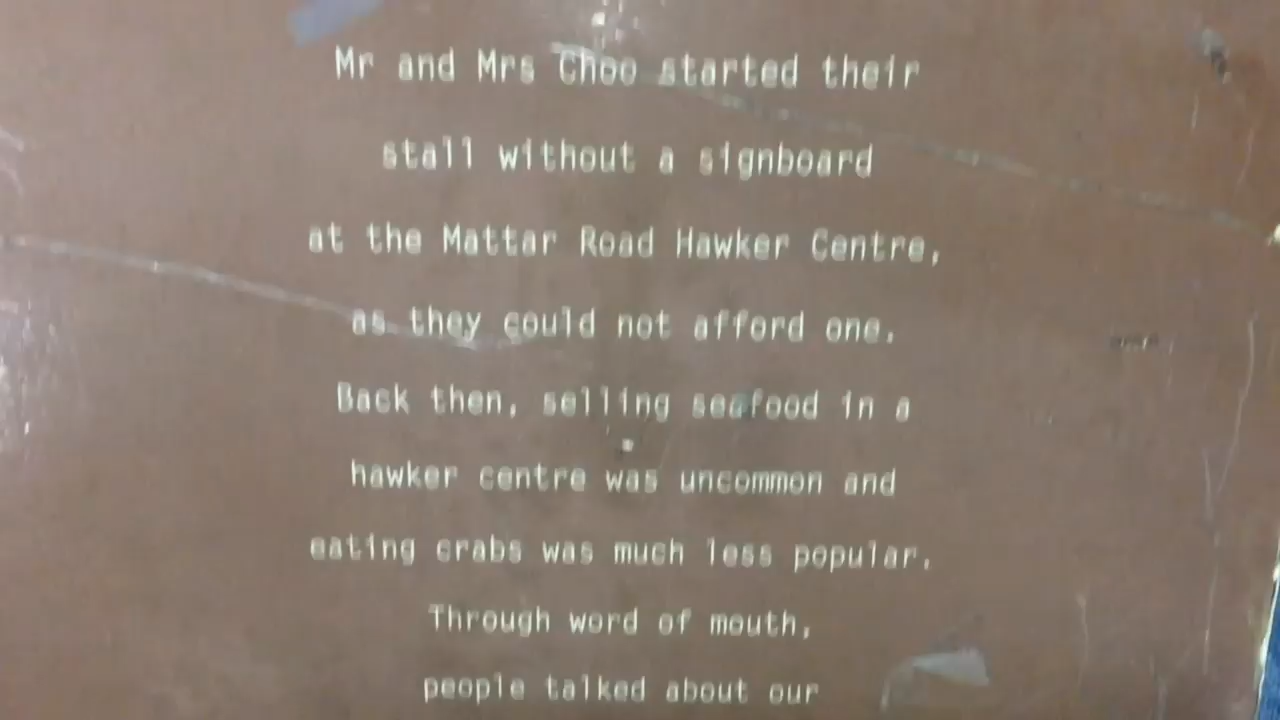 Mr and Mrs Choo started their
stall without a signboard
at the Mattar Road Hawker Centre,
as they could not afford one.
Back then, selling seafood in a
hawker centre was uncommon and
eating crabs was much less popular.
Through word of mouth,
people talked about our